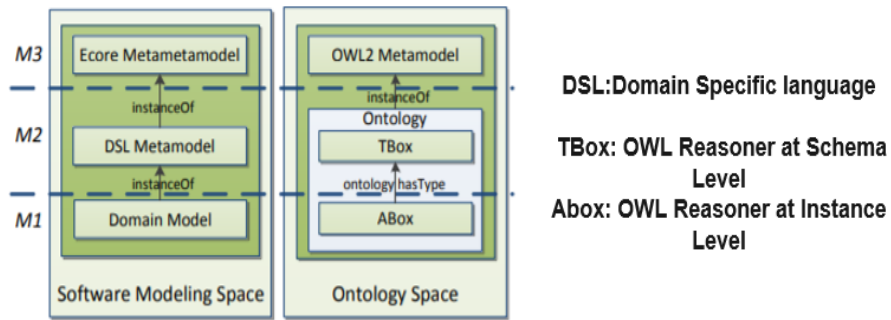 M3
Ecore Metametamodel
instanceOf
M2
DSL Metamodel
instanceOf
M1
Domain Model
Software Modeling Space
OWL2 Metamodel
instanceOf
Ontology
TBox
ontology hasType
ABox
Ontology Space
DSL:Domain Specific language
TBox: OWL Reasoner at Schema
Level
Abox: OWL Reasoner at Instance
Level